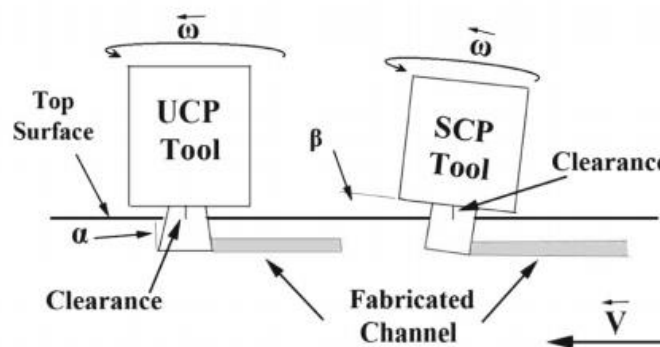 ω
ω
UCP
Tool
SCP
Tool
Top
Surface
β
Clearance
α
Clearance
Fabricated
Channel
V